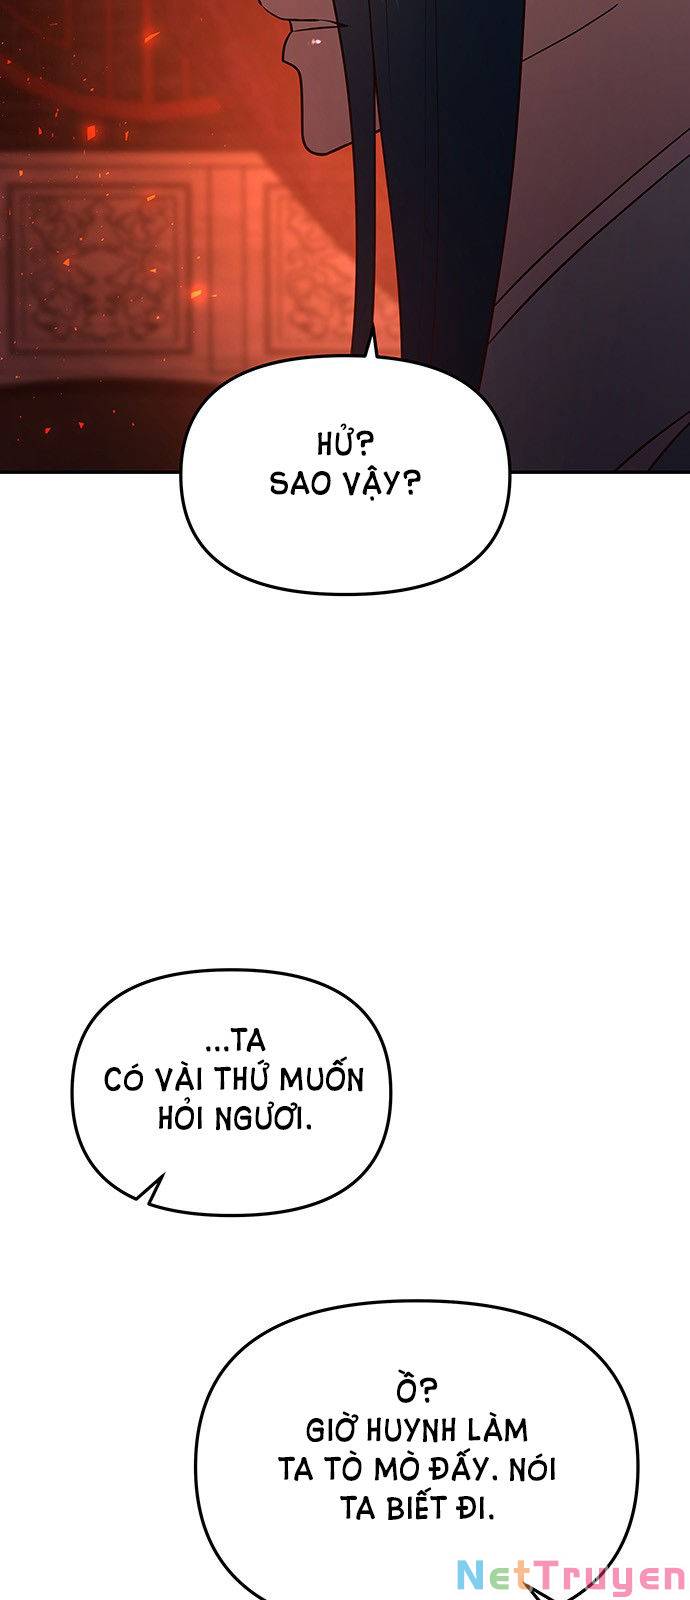 HỬ?
SAO VẬY?
...TA
CÓ VÀI THỨ MUỐN
HỎI NGƯƠI.
Ồ?
GIỜ HUYNH LÀM
TA TÒ MÒ ĐẤY. NÓI
TA BIẾT ĐI.
NetTruyen